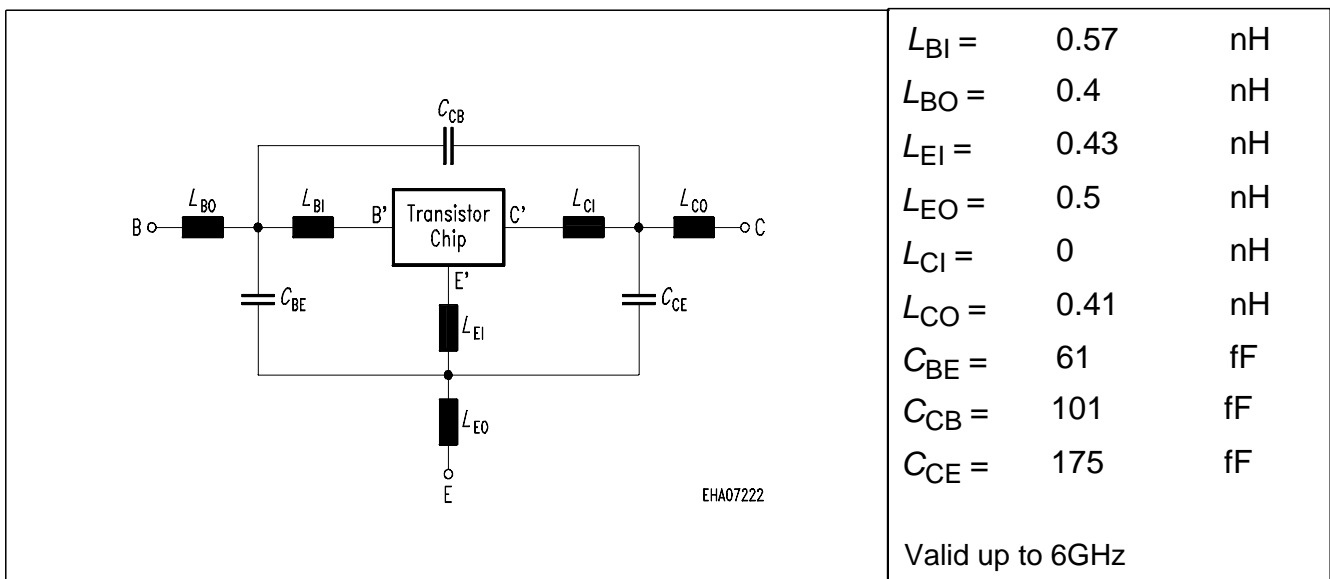 C_CB
L_BO
L_BI
B'
Transistor
Chip
C'
L_CI
L_CO
B
C
E'
C_BE
L_EI
C_CE
L_EO
E
EHA07222
L_BI = 0.57 nH
L_BO = 0.4 nH
L_EI = 0.43 nH
L_EO = 0.5 nH
L_CI = 0 nH
L_CO = 0.41 nH
C_BE = 61 fF
C_CB = 101 fF
C_CE = 175 fF
Valid up to 6GHz